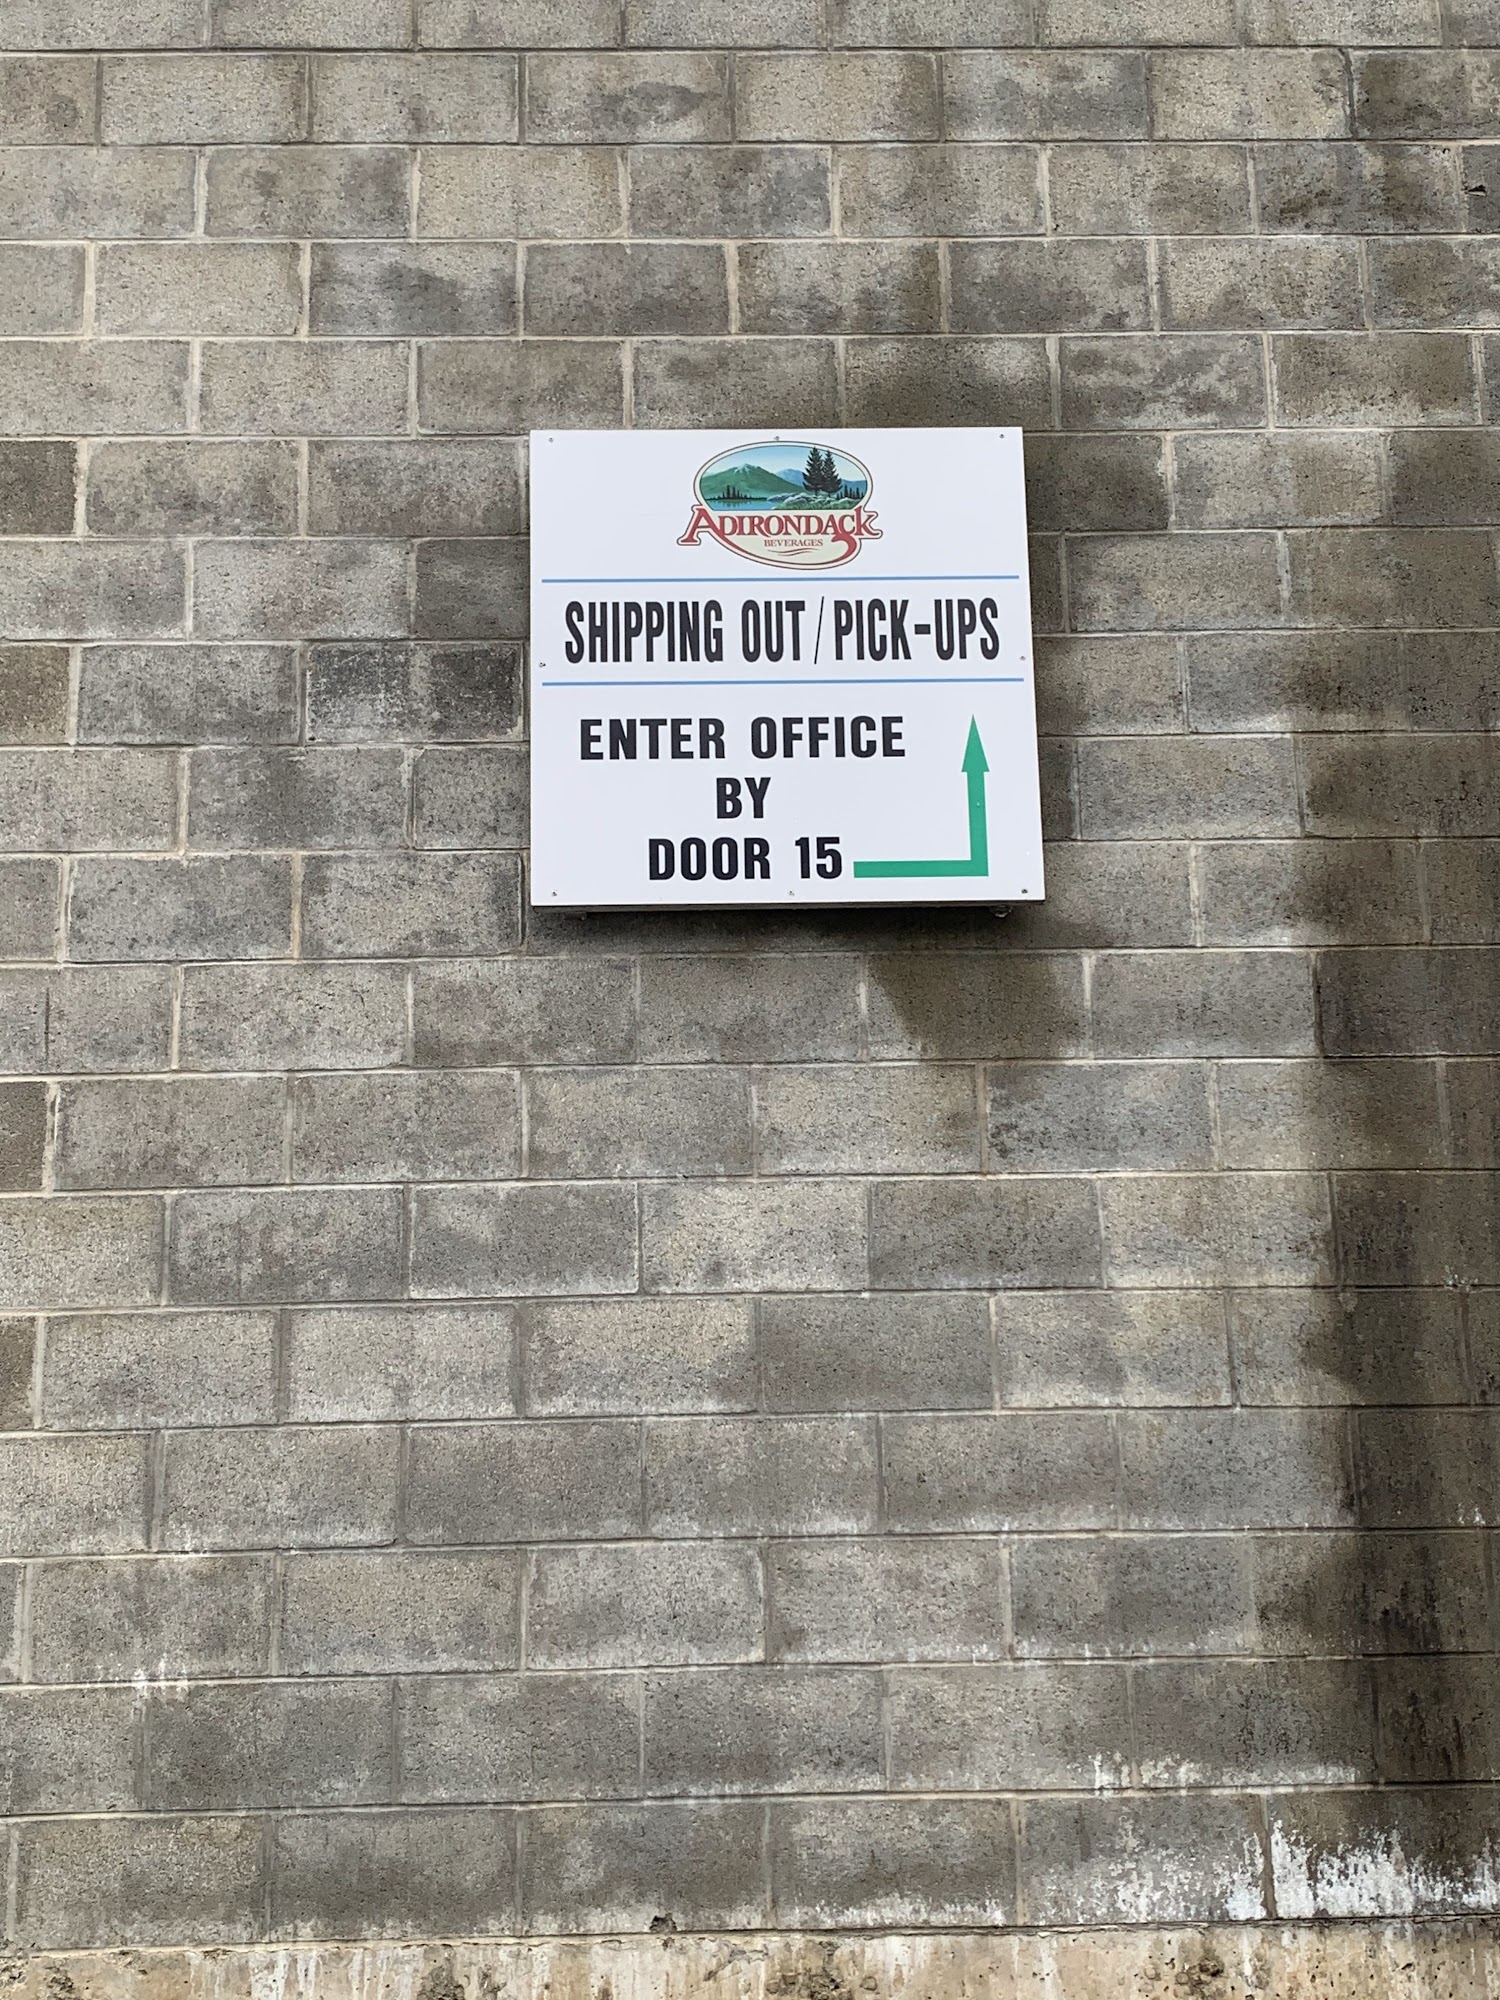 ADIRONDACK
BEVERAGES
SHIPPING OUT/PICK-UPS
ENTER OFFICE
BY
DOOR 15